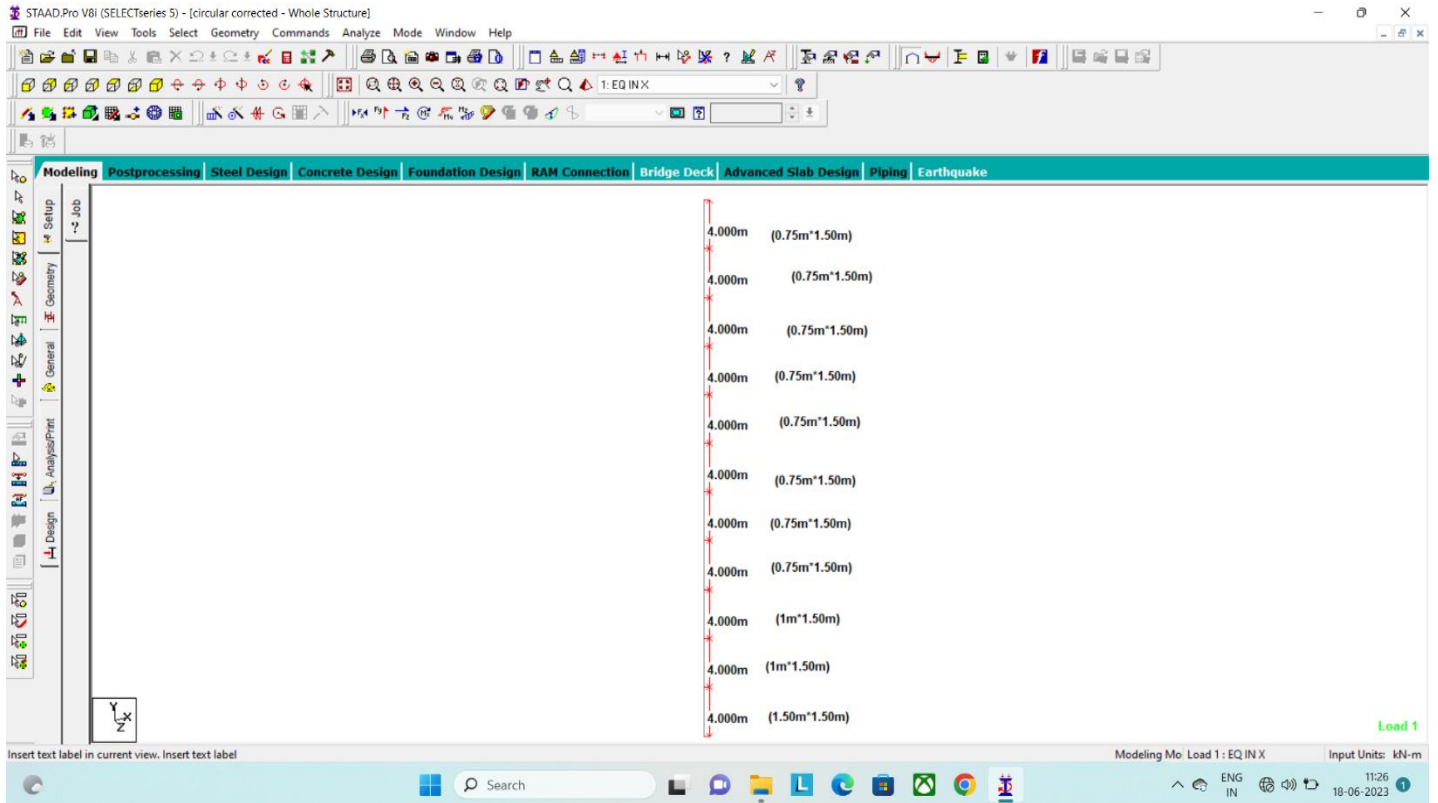 STAAD.Pro V8i (SELECTseries 5) - [circular corrected - Whole Structure]
File Edit View Tools Select Geometry Commands Analyze Mode Window Help
1: EQ IN X
Modeling Postprocessing Steel Design Concrete Design Foundation Design RAM Connection Bridge Deck Advanced Slab Design Piping Earthquake
Setup
Geometry
General
Analysis/Print
Design
? Job
4.000m (0.75m*1.50m)
4.000m (0.75m*1.50m)
4.000m (0.75m*1.50m)
4.000m (0.75m*1.50m)
4.000m (0.75m*1.50m)
4.000m (0.75m*1.50m)
4.000m (0.75m*1.50m)
4.000m (0.75m*1.50m)
4.000m (1m*1.50m)
4.000m (1m*1.50m)
4.000m (1.50m*1.50m)
Y
X
Z
Load 1
Insert text label in current view. Insert text label
Modeling Mo Load 1 : EQ IN X Input Units: kN-m
Search
ENG
IN
11:26
18-06-2023
1